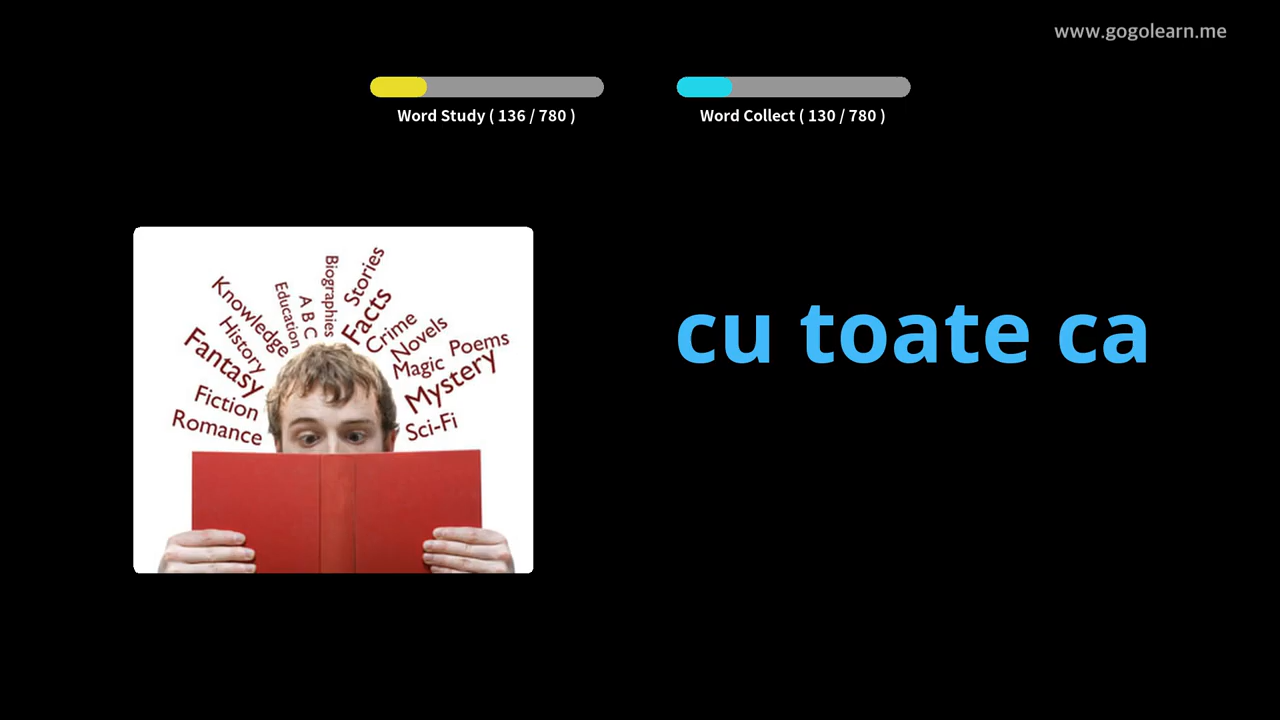 www.gogolearn.me
Word Study ( 136 / 780 )
Word Collect ( 130 / 780 )
cu toate ca
Knowledge
History
Fantasy
Fiction
Romance
Education
A B C
Biographies
Stories
Facts
Crime
Novels
Magic
Poems
Mystery
Sci-Fi